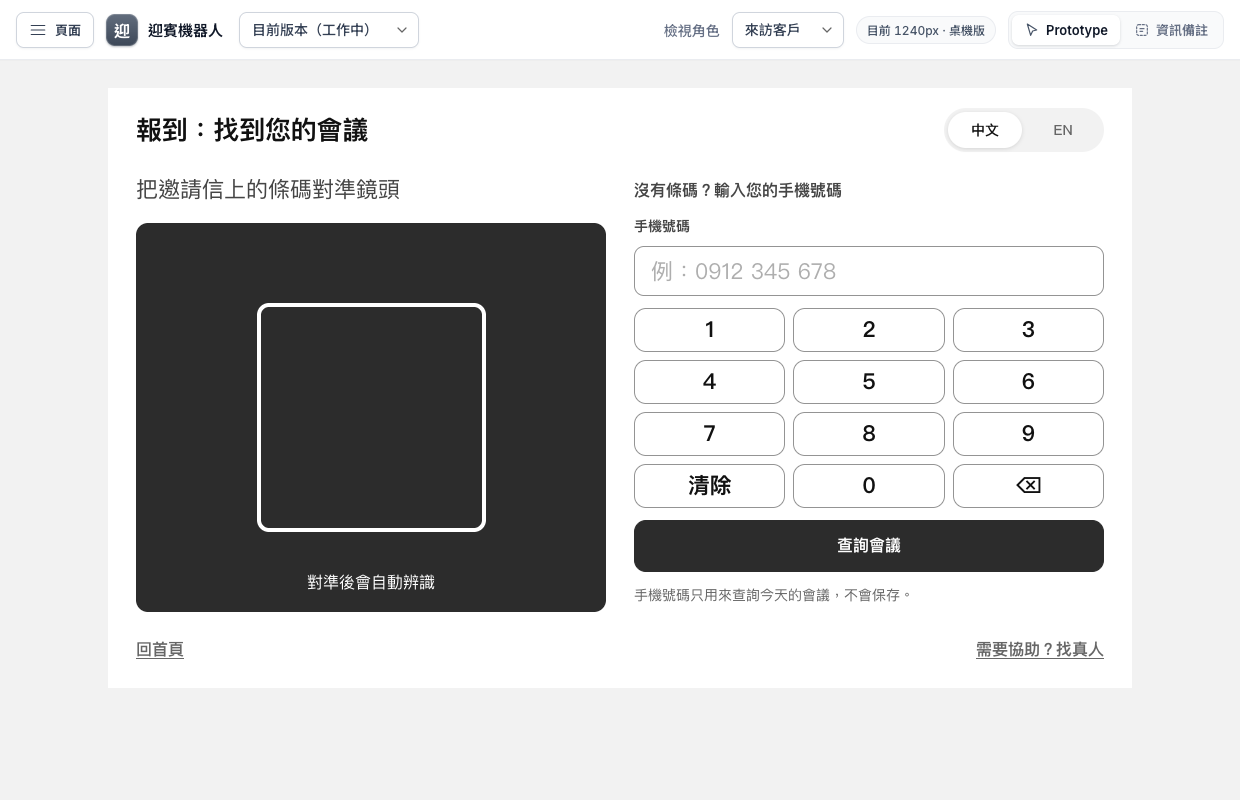 頁面
迎 迎賓機器人
目前版本（工作中）
檢視角色
來訪客戶
目前 1240px · 桌機版
Prototype
資訊備註
報到：找到您的會議
中文
EN
把邀請信上的條碼對準鏡頭
對準後會自動辨識
沒有條碼？輸入您的手機號碼
手機號碼
例：0912 345 678
1 2 3
4 5 6
7 8 9
清除 0
查詢會議
手機號碼只用來查詢今天的會議，不會保存。
回首頁
需要協助？找真人